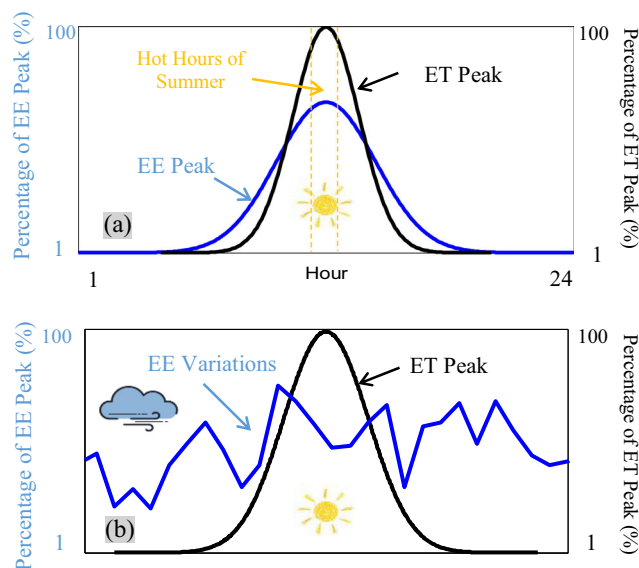 Percentage of EE Peak (%)
100
1
Hot Hours of
Summer
ET Peak
EE Peak
(a)
100
1
Percentage of ET Peak (%)
1
Hour
24
Percentage of EE Peak (%)
100
1
EE Variations
ET Peak
(b)
100
1
Percentage of ET Peak (%)